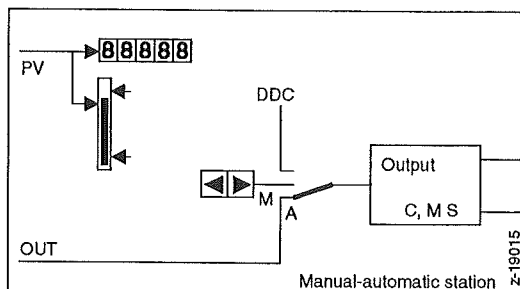 88888
PV
DDC
Output
M
A
C, M S
OUT
Manual-automatic station
z-19015